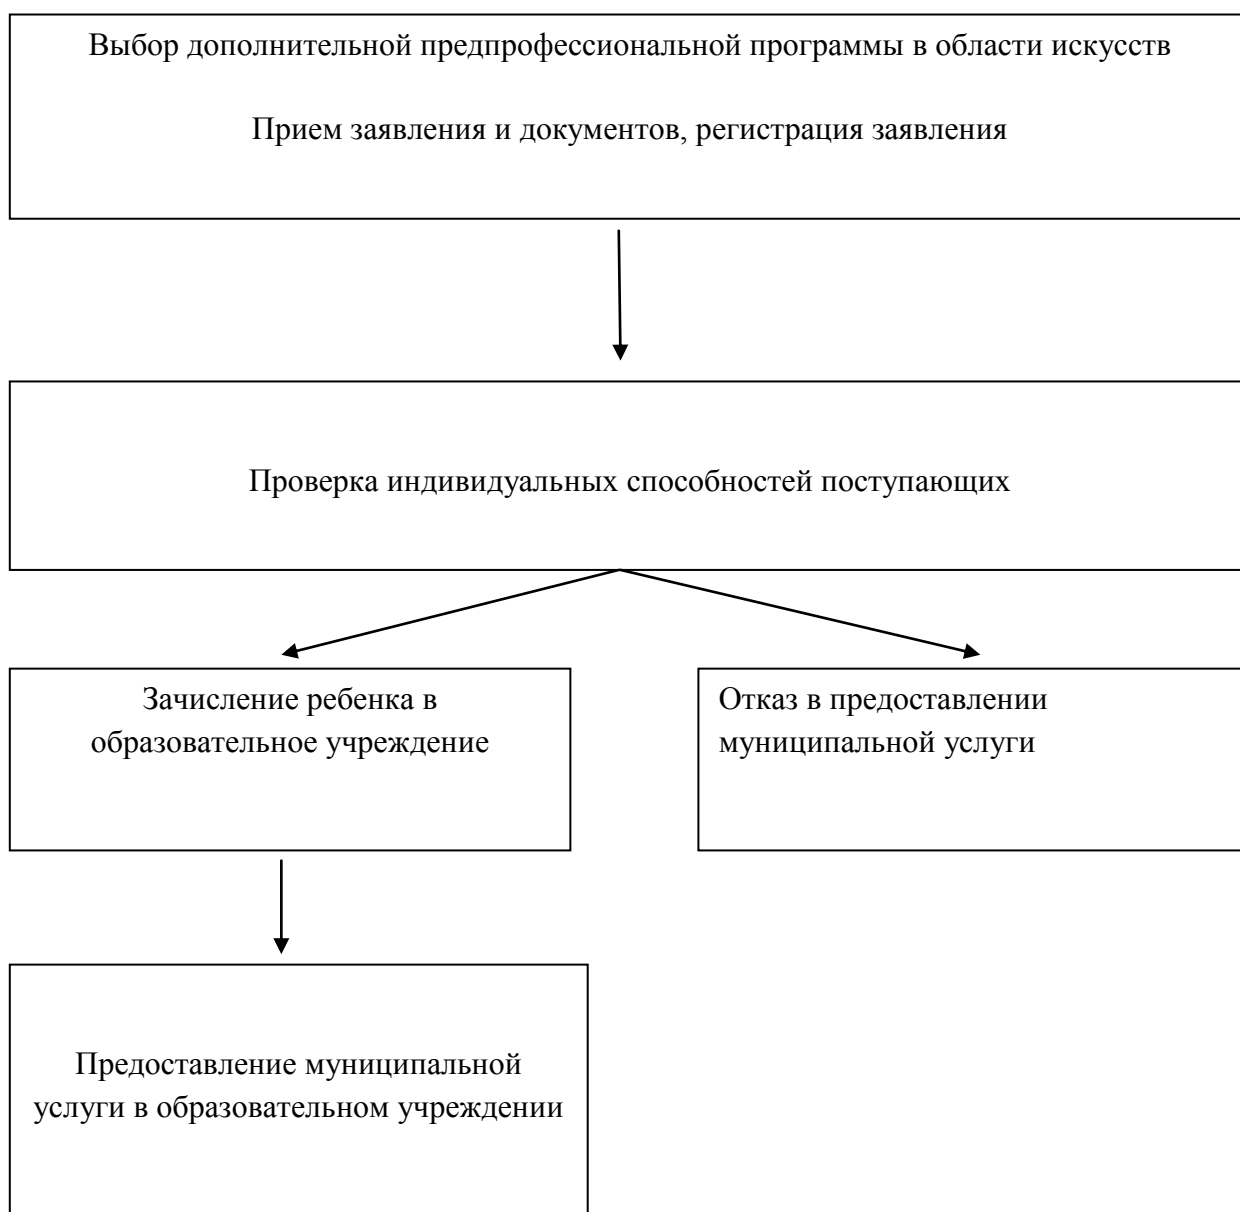 Выбор дополнительной предпрофессиональной программы в области искусств
Прием заявления и документов, регистрация заявления
Проверка индивидуальных способностей поступающих
Зачисление ребенка в
образовательное учреждение
Отказ в предоставлении
муниципальной услуги
Предоставление муниципальной
услуги в образовательном учреждении